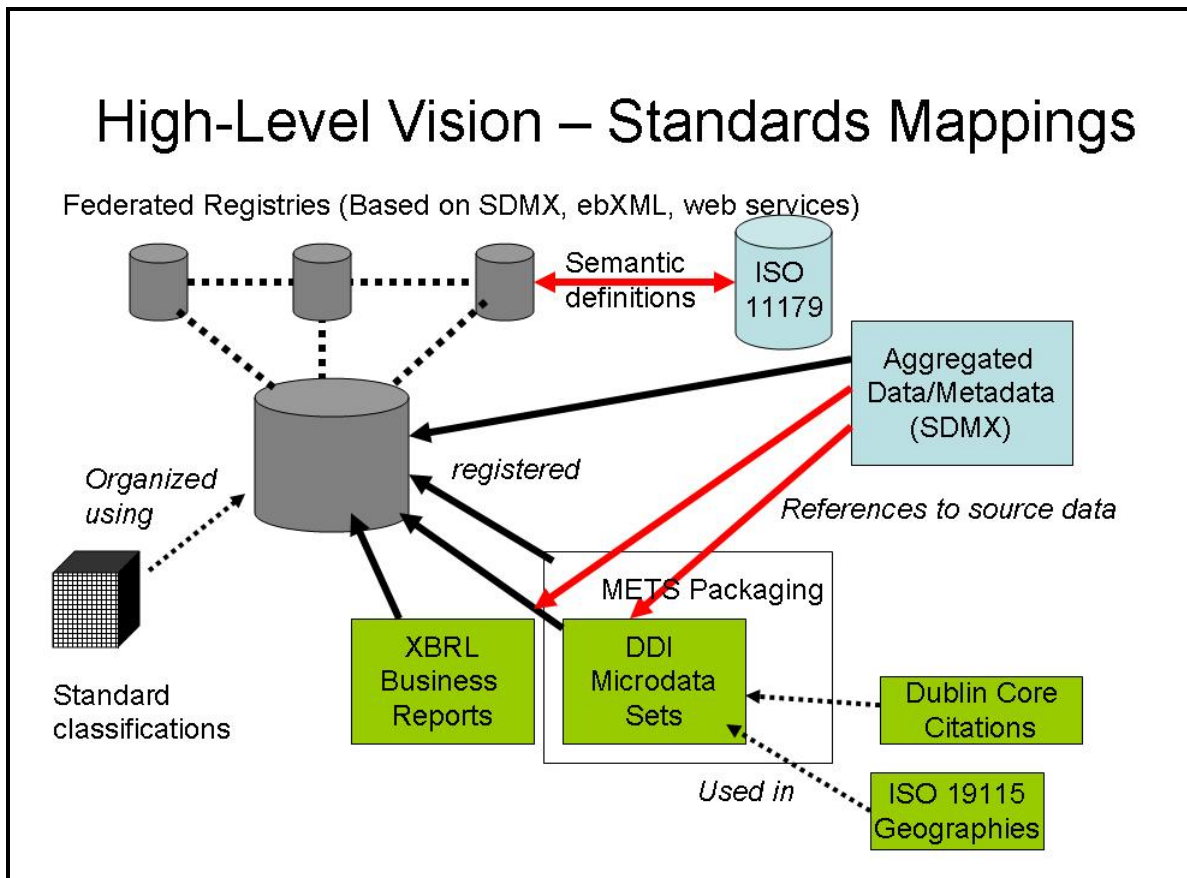 High-Level Vision – Standards Mappings
Federated Registries (Based on SDMX, ebXML, web services)
Semantic
definitions
ISO
11179
Aggregated
Data/Metadata
(SDMX)
Organized
using
registered
References to source data
METS Packaging
XBRL
Business
Reports
DDI
Microdata
Sets
Standard
classifications
Dublin Core
Citations
Used in
ISO 19115
Geographies